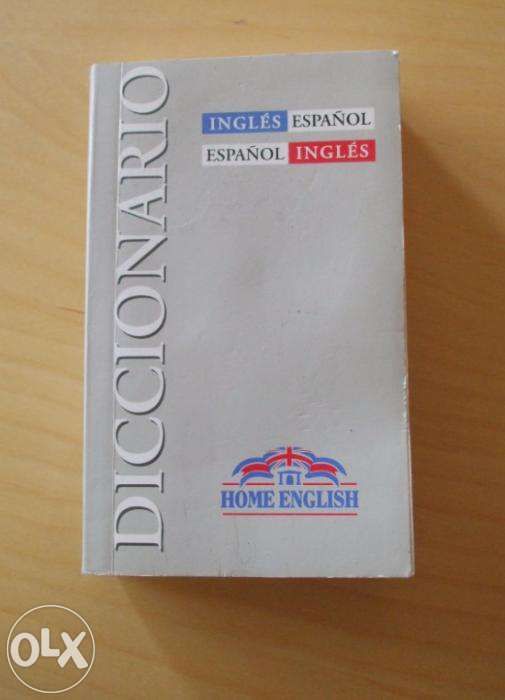 DICCIONARIO
INGLÉS ESPAÑOL
ESPAÑOL INGLÉS
HOME ENGLISH
OLX